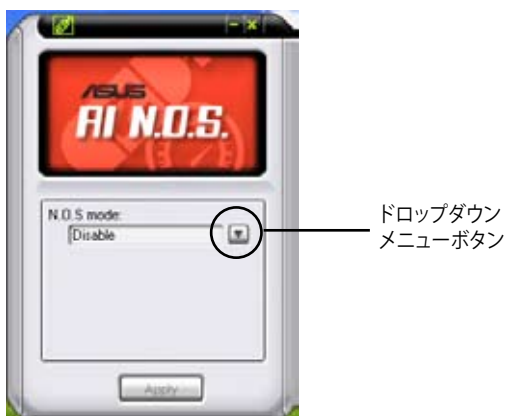 ASUS
AI N.O.S.
N.O.S mode:
Disable
Apply
ドロップダウン
メニューボタン